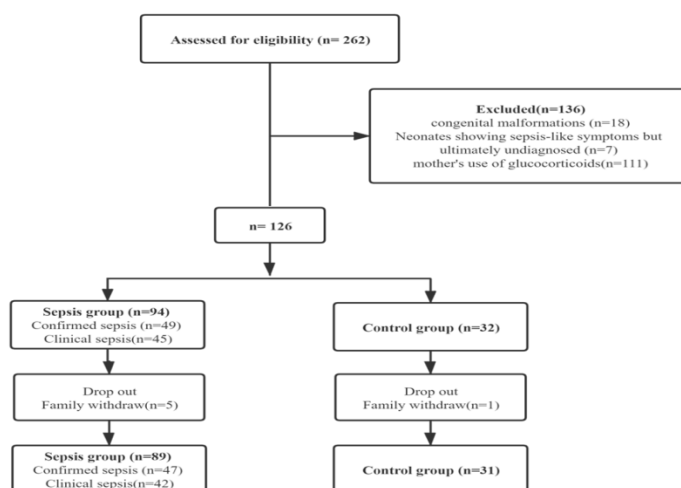 Assessed for eligibility (n= 262)
Excluded(n=136)
congenital malformations (n=18)
Neonates showing sepsis-like symptoms but
ultimately undiagnosed (n=7)
mother's use of glucocorticoids(n=111)
n= 126
Sepsis group (n=94)
Confirmed sepsis (n=49)
Clinical sepsis(n=45)
Control group (n=32)
Drop out
Family withdraw(n=5)
Drop out
Family withdraw(n=1)
Sepsis group (n=89)
Confirmed sepsis (n=47)
Clinical sepsis(n=42)
Control group (n=31)